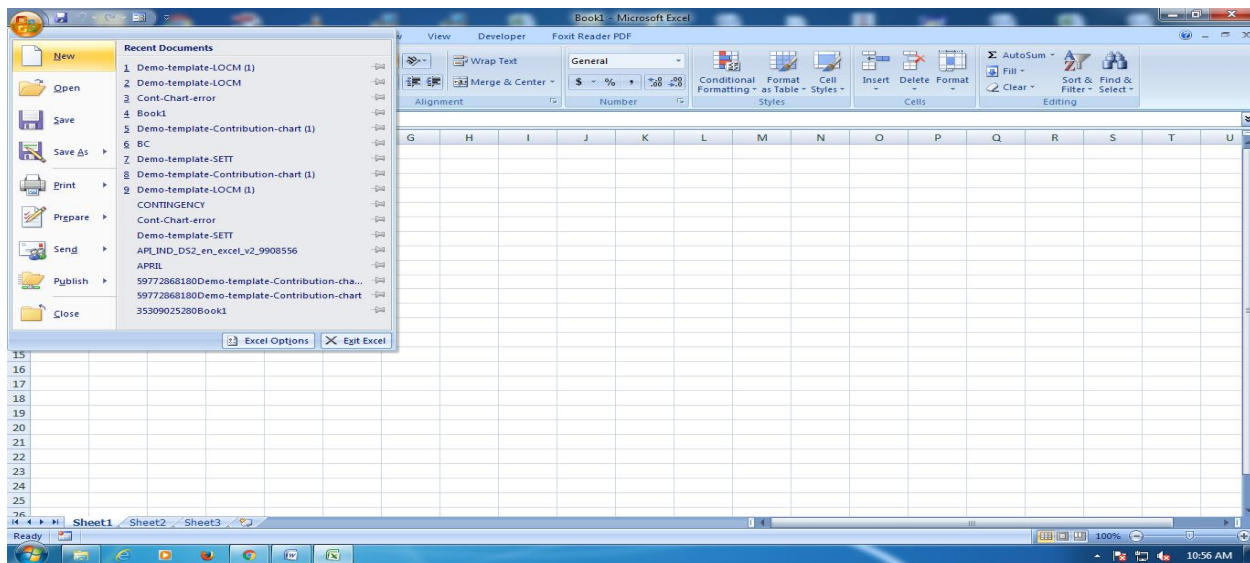 Book1 - Microsoft Excel
View Developer Foxit Reader PDF
New
Open
Save
Save As
Print
Prepare
Send
Publish
Close
Recent Documents
1 Demo-template-LOCM (1)
2 Demo-template-LOCM
3 Cont-Chart-error
4 Book1
5 Demo-template-Contribution-chart (1)
6 BC
7 Demo-template-SETT
8 Demo-template-Contribution-chart (1)
9 Demo-template-LOCM (1)
CONTINGENCY
Cont-Chart-error
Demo-template-SETT
API_IND_DS2_en_excel_v2_9908556
APRIL
59772868180Demo-template-Contribution-cha...
59772868180Demo-template-Contribution-chart
35309025280Book1
Excel Options Exit Excel
Wrap Text
Merge & Center
Alignment
General
$ % , .0 .00 .00 .0
Number
Conditional Formatting
Format as Table
Cell Styles
Styles
Insert Delete Format
Cells
Σ AutoSum
Fill
Clear
Sort & Filter
Find & Select
Editing
G H I J K L M N O P Q R S T U
15
16
17
18
19
20
21
22
23
24
25
26
Sheet1 Sheet2 Sheet3
Ready
100%
10:56 AM